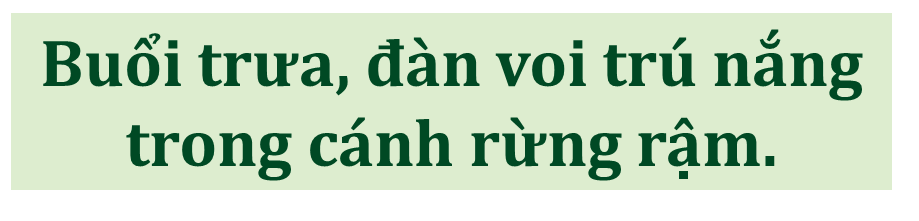 Buổi trưa, đàn voi trú nắng
trong cánh rừng rậm.